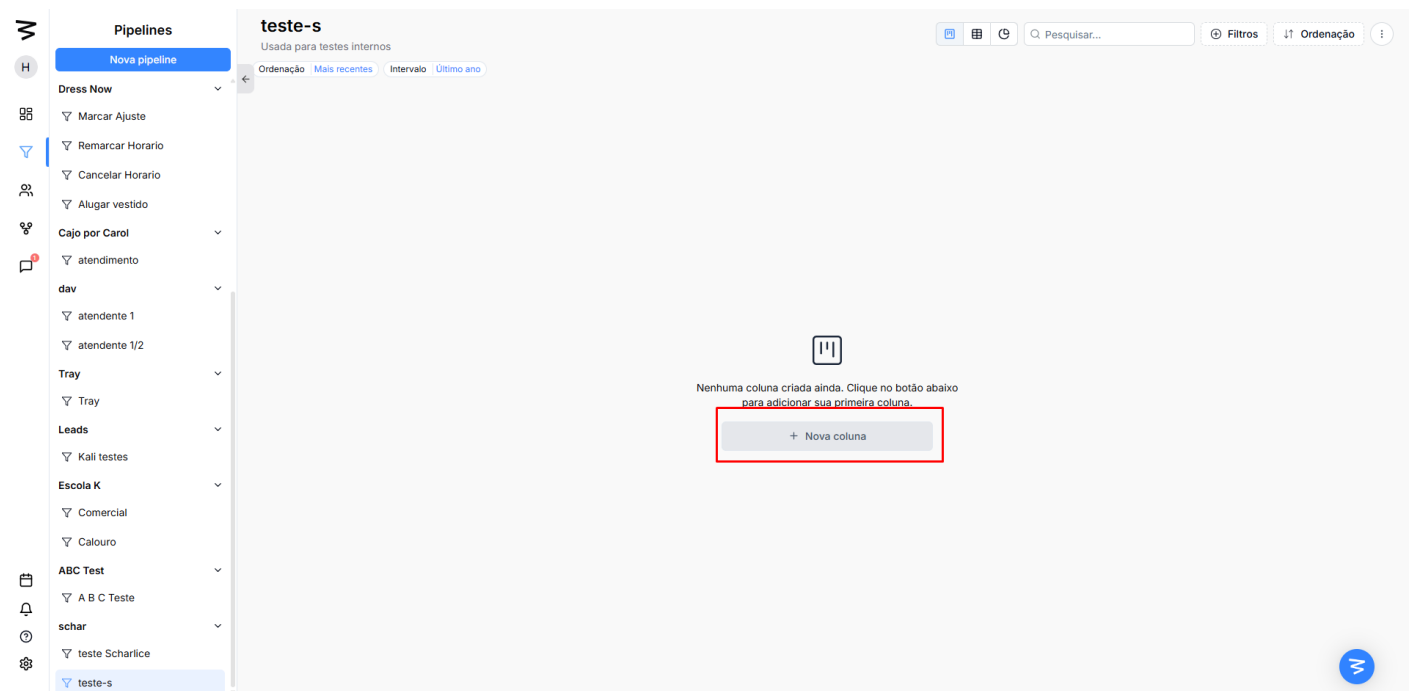 Pipelines
Nova pipeline
H
Dress Now
Marcar Ajuste
Remarcar Horario
Cancelar Horario
Alugar vestido
Cajo por Carol
atendimento
dav
atendente 1
atendente 1/2
Tray
Tray
Leads
Kali testes
Escola K
Comercial
Calouro
ABC Test
A B C Teste
schar
teste Scharlice
teste-s
teste-s
Usada para testes internos
Pesquisar...
Filtros
Ordenação
Ordenação Mais recentes Intervalo Último ano
Nenhuma coluna criada ainda. Clique no botão abaixo
para adicionar sua primeira coluna.
+ Nova coluna